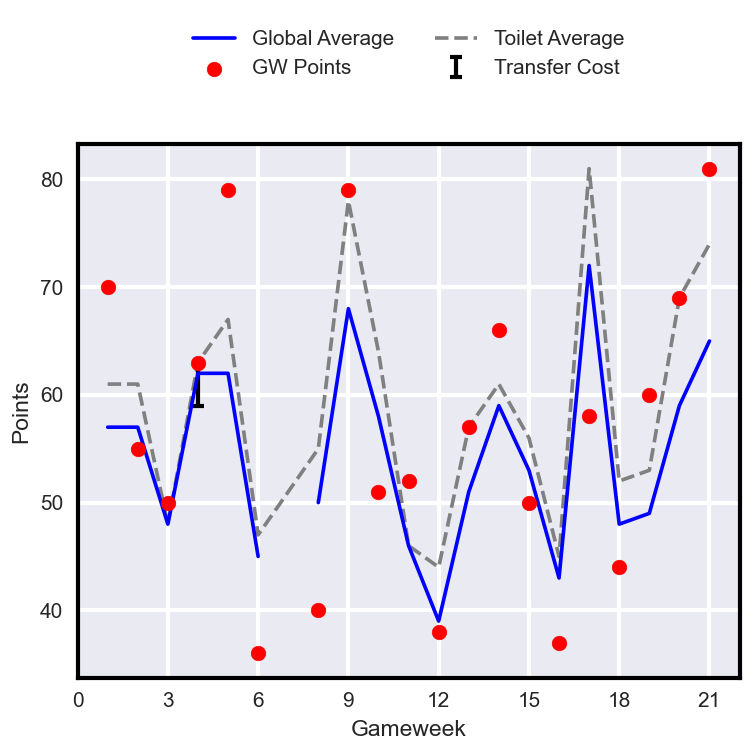 Global Average Toilet Average
GW Points Transfer Cost
80
70
60
50
40
Points
0 3 6 9 12 15 18 21
Gameweek